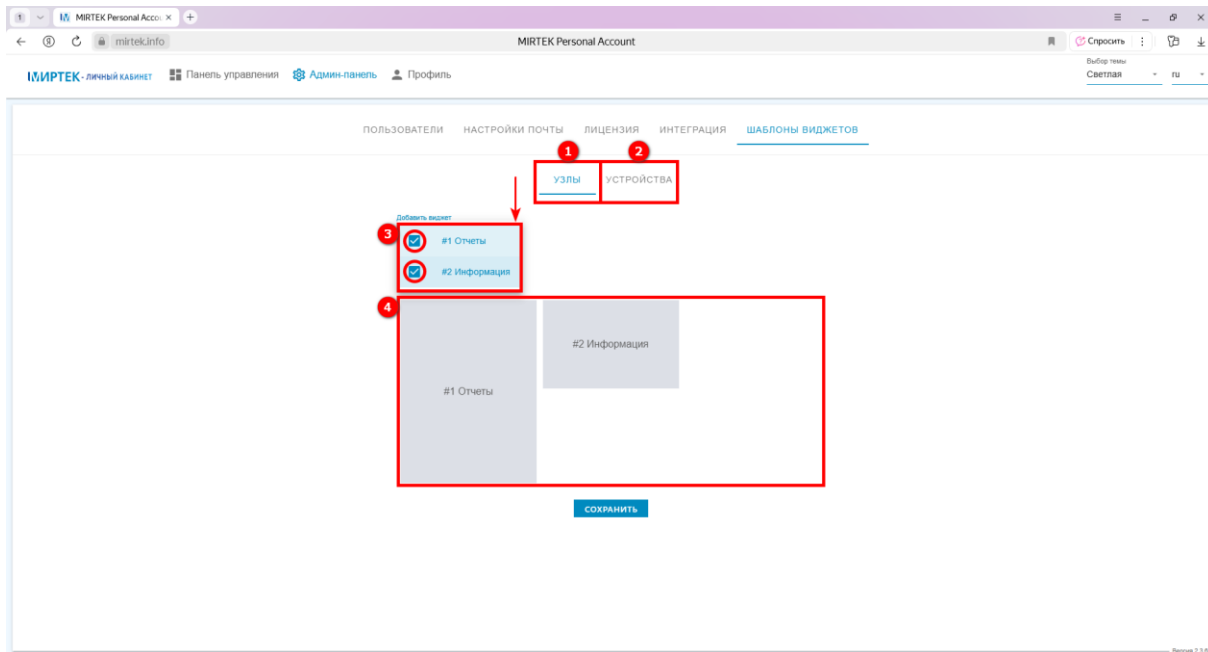 1
MIRTEK Personal Accou
mirtek.info
MIRTEK Personal Account
Спросить
МИРТЕК - ЛИЧНЫЙ КАБИНЕТ
Панель управления
Админ-панель
Профиль
Выбор темы
Светлая
ru
ПОЛЬЗОВАТЕЛИ
НАСТРОЙКИ ПОЧТЫ
ЛИЦЕНЗИЯ
ИНТЕГРАЦИЯ
ШАБЛОНЫ ВИДЖЕТОВ
1
2
УЗЛЫ
УСТРОЙСТВА
Добавить виджет
3
#1 Отчеты
#2 Информация
4
#1 Отчеты
#2 Информация
СОХРАНИТЬ
Версия